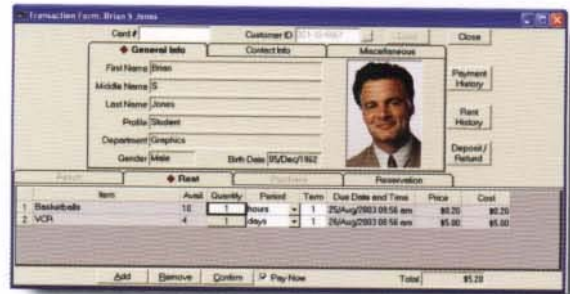 Transaction Form: Brian S Jones
Card #
Customer ID
Close
General Info
Contact Info
Miscellaneous
First Name Brian
Middle Name S
Last Name Jones
Profile Student
Department Graphics
Gender Male
Birth Date 05/Dec/1962
Payment History
Rent History
Deposit / Refund
Return
Rent
Purchase
Reservation
Item Avail Quantity Period Term Due Date and Time Price Cost
1 Basketballs 10 1 hours 1 25/Aug/2003 09:56 am $0.20 $0.20
2 VCR 4 1 days 1 26/Aug/2003 08:56 am $5.00 $5.00
Add Remove Confirm Pay Now Total $5.20